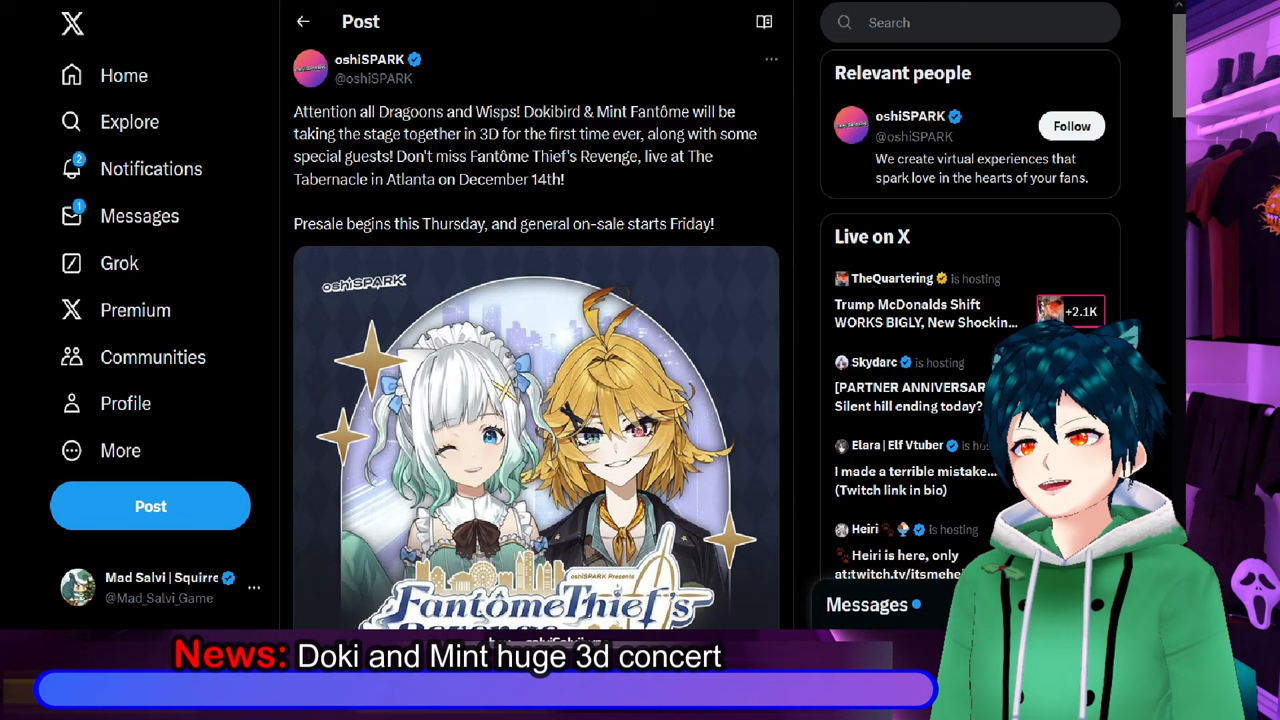 Home
Explore
2
Notifications
1
Messages
Grok
Premium
Communities
Profile
More
Post
Mad Salvi | Squirre
@Mad_Salvi_Game
Post
oshiSPARK
@oshiSPARK
Attention all Dragoons and Wisps! Dokibird & Mint Fantôme will be
taking the stage together in 3D for the first time ever, along with some
special guests! Don't miss Fantôme Thief's Revenge, live at The
Tabernacle in Atlanta on December 14th!
Presale begins this Thursday, and general on-sale starts Friday!
oshiSPARK
oshiSPARK Presents
Fantôme Thief's
Search
Relevant people
oshiSPARK
@oshiSPARK
Follow
We create virtual experiences that
spark love in the hearts of your fans.
Live on X
TheQuartering is hosting
Trump McDonalds Shift
WORKS BIGLY, New Shockin...
+2.1K
Skydarc is hosting
[PARTNER ANNIVERSAR
Silent hill ending today?
Elara | Elf Vtuber is hos
I made a terrible mistake...
(Twitch link in bio)
Heiri is hosting
Heiri is here, only
at:twitch.tv/itsmehe
Messages
News: Doki and Mint huge 3d concert